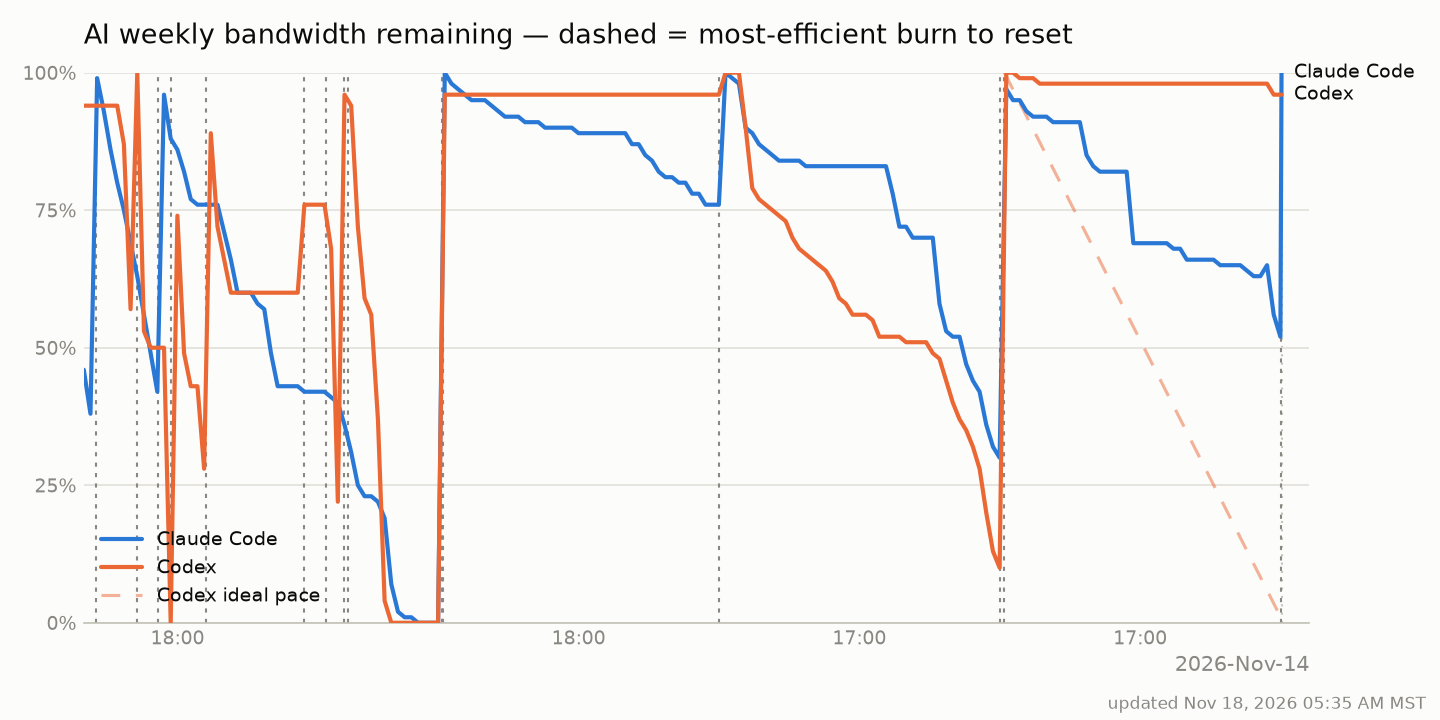 AI weekly bandwidth remaining — dashed = most-efficient burn to reset
100%
75%
50%
25%
0%
Claude Code
Codex
Claude Code
Codex
Codex ideal pace
18:00
18:00
17:00
17:00
2026-Nov-14
updated Nov 18, 2026 05:35 AM MST